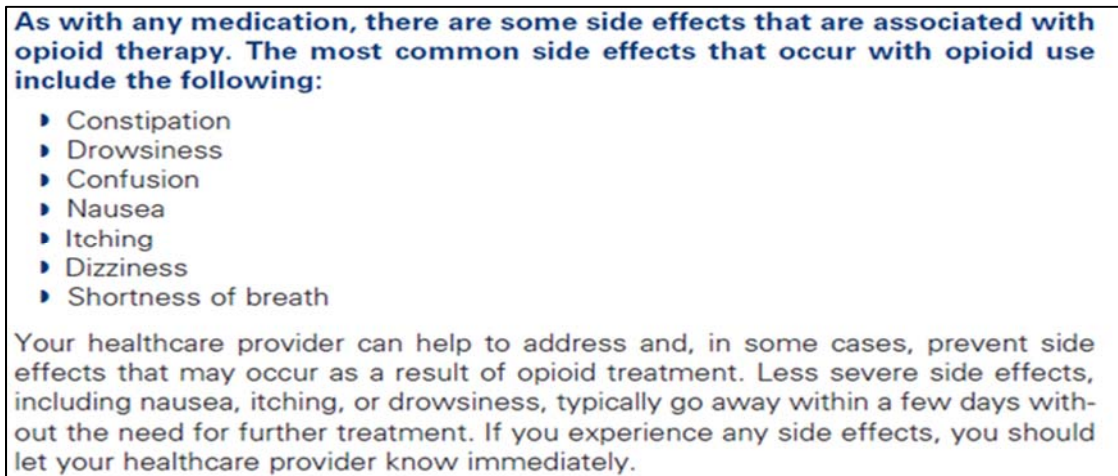 As with any medication, there are some side effects that are associated with
opioid therapy. The most common side effects that occur with opioid use
include the following:
Constipation
Drowsiness
Confusion
Nausea
Itching
Dizziness
Shortness of breath
Your healthcare provider can help to address and, in some cases, prevent side
effects that may occur as a result of opioid treatment. Less severe side effects,
including nausea, itching, or drowsiness, typically go away within a few days with-
out the need for further treatment. If you experience any side effects, you should
let your healthcare provider know immediately.